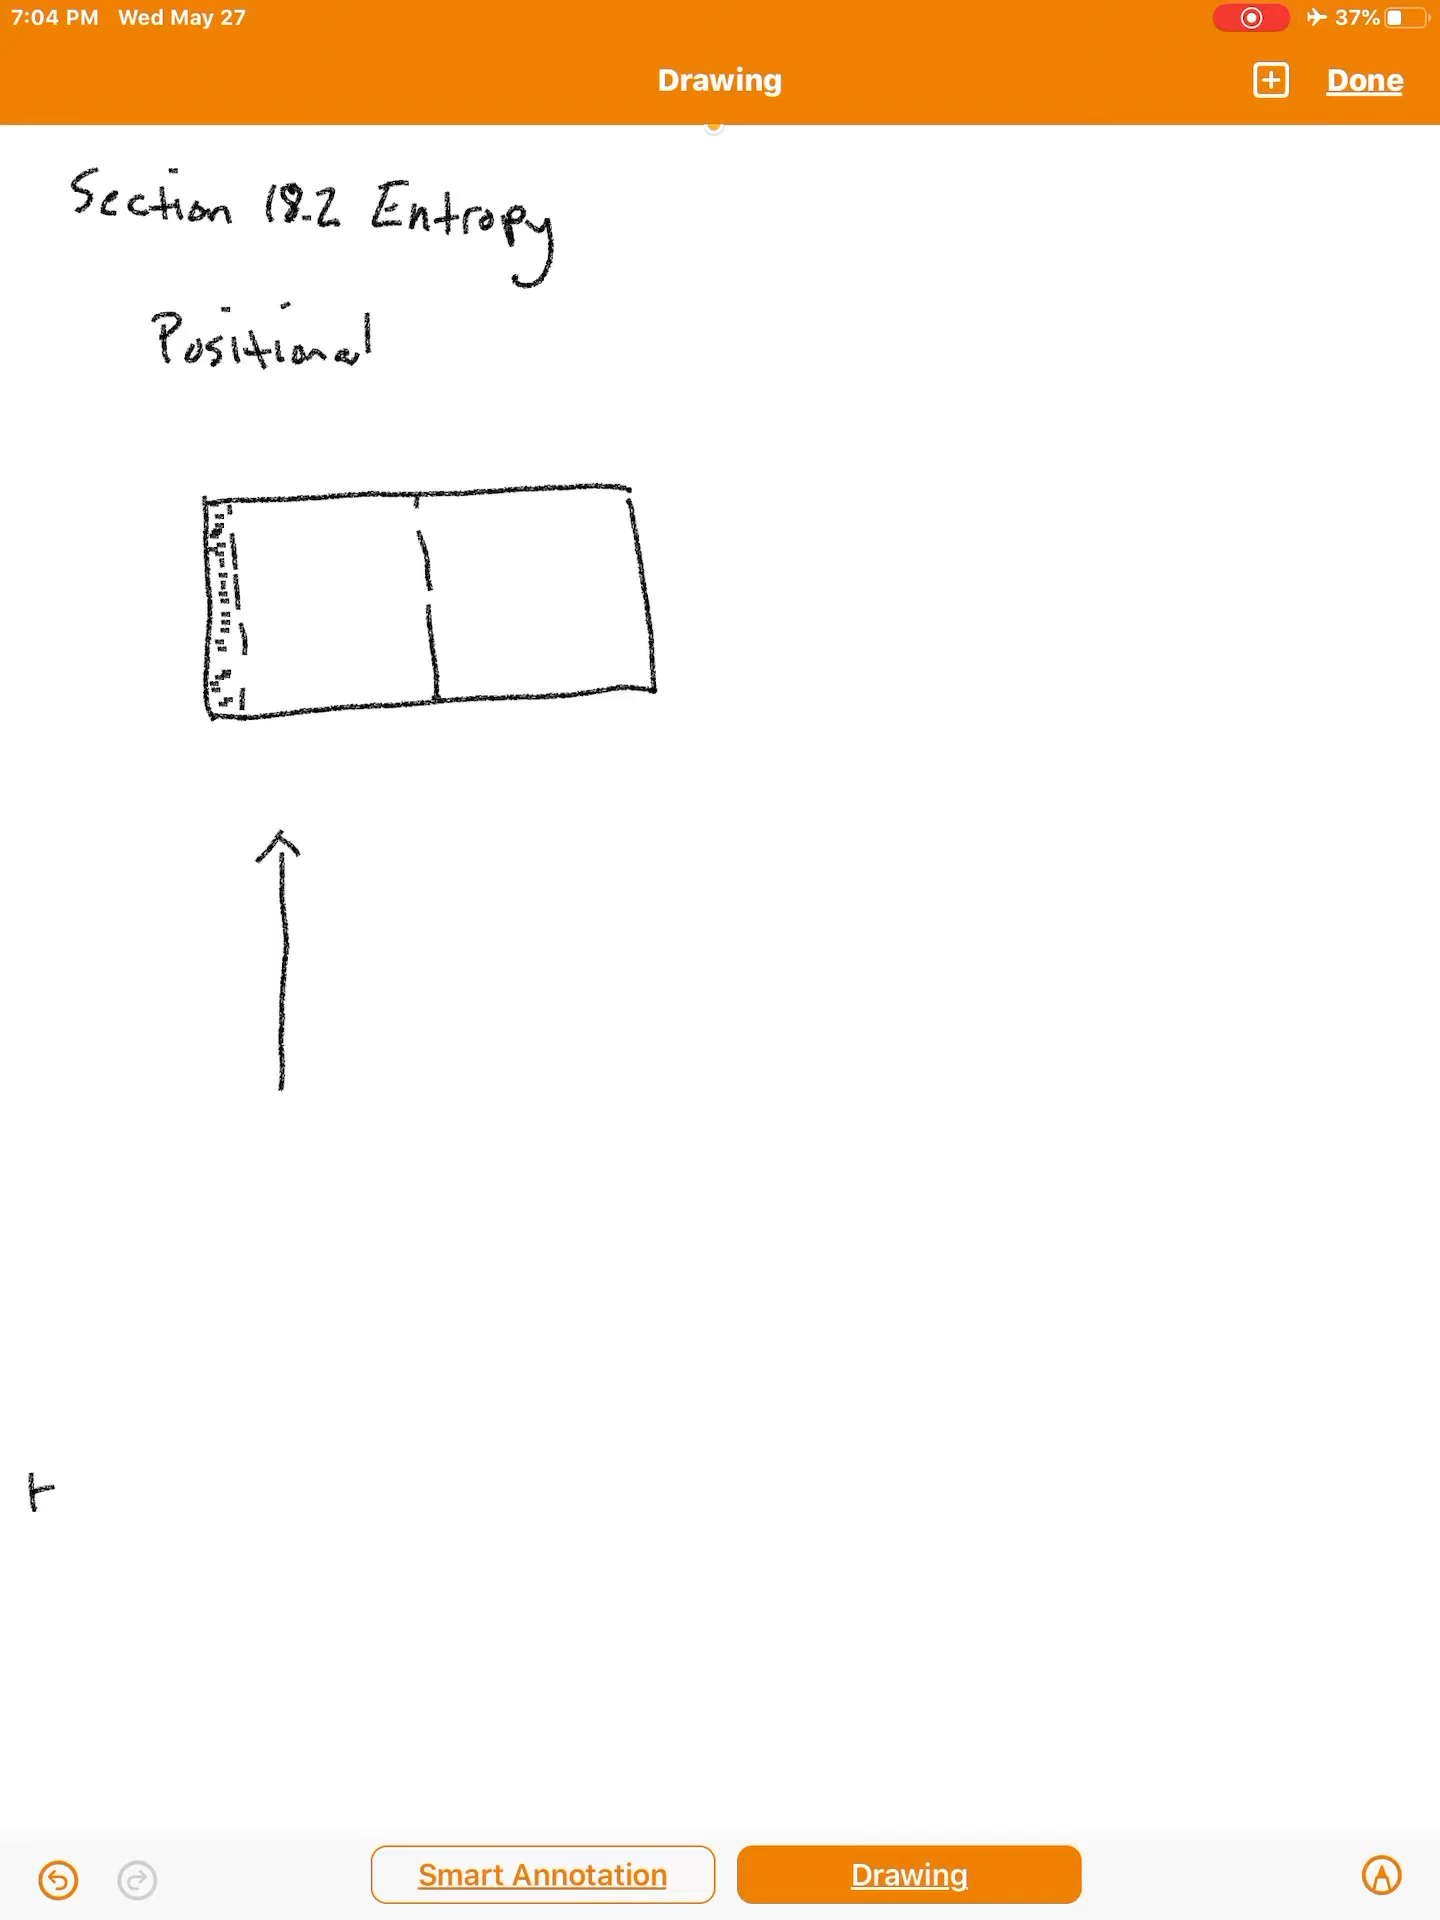 7:04 PM Wed May 27
37%
Drawing
Done
Section 18.2 Entropy
Positional
Smart Annotation
Drawing